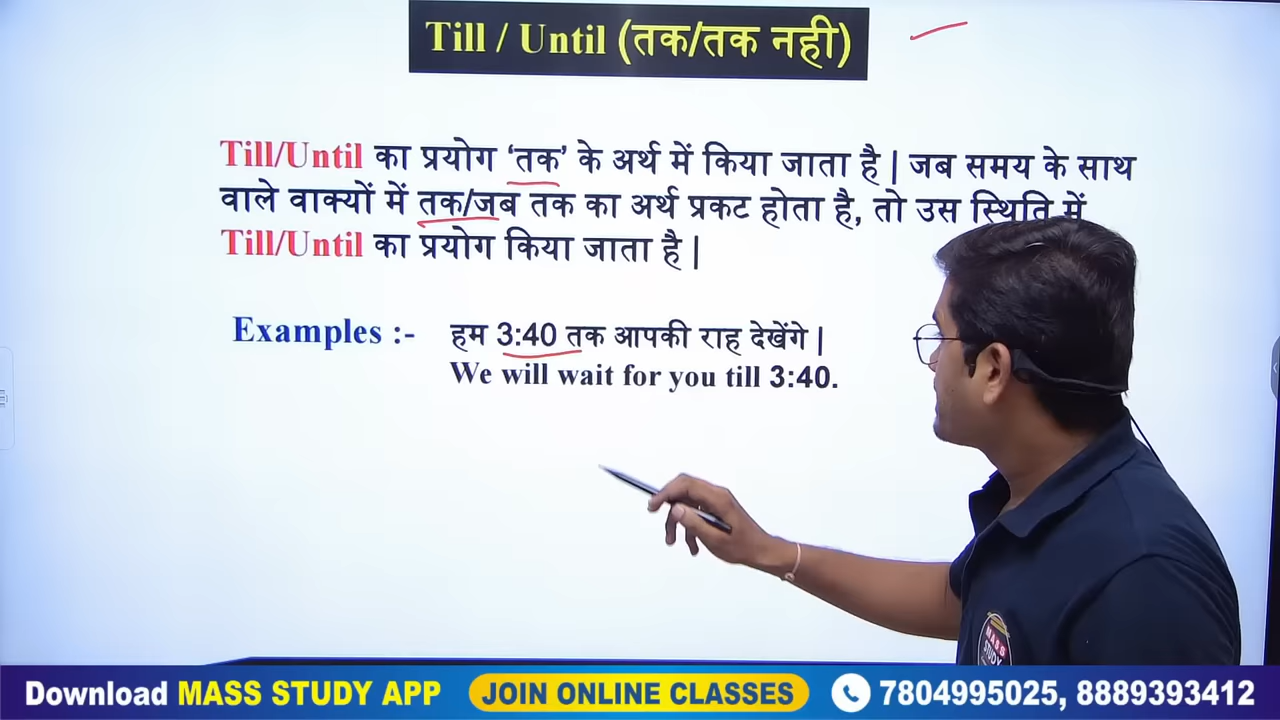 Till / Until (तक/तक नही)
Till/Until का प्रयोग ‘तक’ के अर्थ में किया जाता है | जब समय के साथ
वाले वाक्यों में तक/जब तक का अर्थ प्रकट होता है, तो उस स्थिति में
Till/Until का प्रयोग किया जाता है |
Examples :- हम 3:40 तक आपकी राह देखेंगे |
We will wait for you till 3:40.
MASS
STUDY
Download MASS STUDY APP JOIN ONLINE CLASSES 7804995025, 8889393412